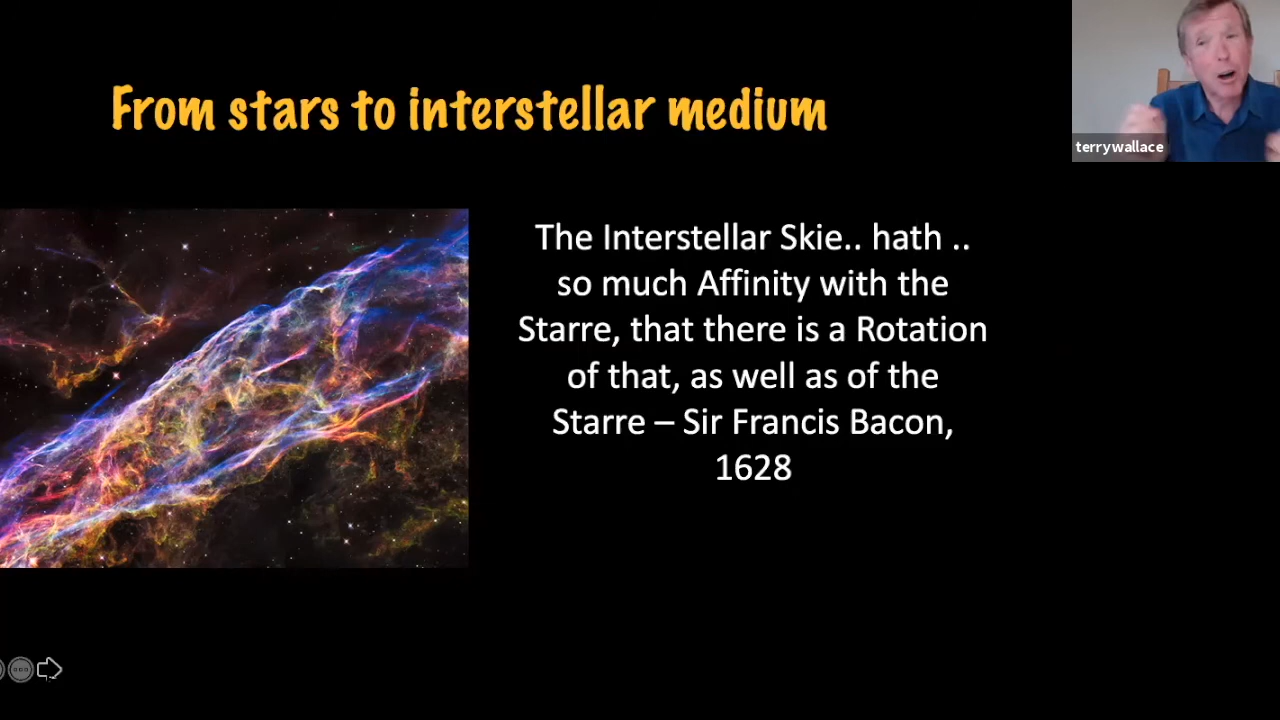 From stars to interstellar medium
terrywallace
The Interstellar Skie.. hath ..
so much Affinity with the
Starre, that there is a Rotation
of that, as well as of the
Starre – Sir Francis Bacon,
1628